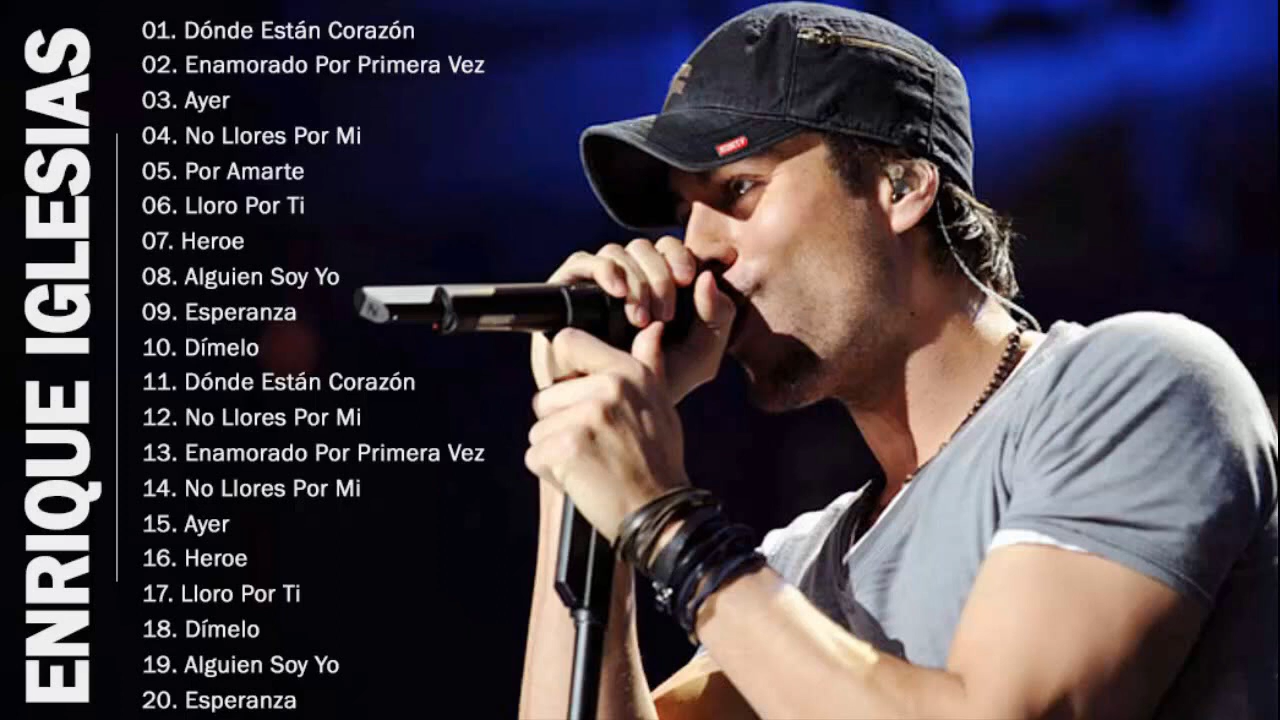 ENRIQUE IGLESIAS
01. Dónde Están Corazón
02. Enamorado Por Primera Vez
03. Ayer
04. No Llores Por Mi
05. Por Amarte
06. Lloro Por Ti
07. Heroe
08. Alguien Soy Yo
09. Esperanza
10. Dímelo
11. Dónde Están Corazón
12. No Llores Por Mi
13. Enamorado Por Primera Vez
14. No Llores Por Mi
15. Ayer
16. Heroe
17. Lloro Por Ti
18. Dímelo
19. Alguien Soy Yo
20. Esperanza